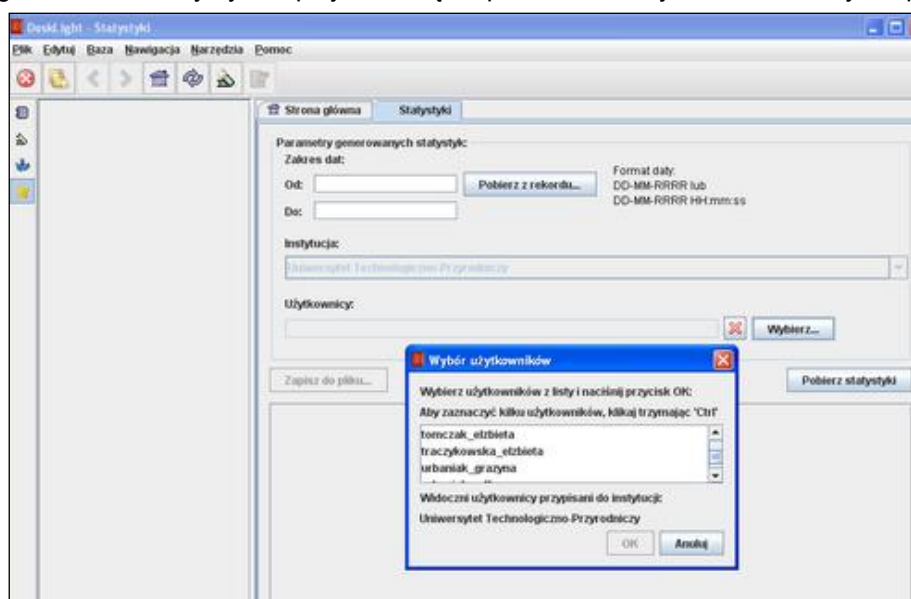 DeskLight - Statystyki
Plik Edytuj Baza Nawigacja Narzędzia Pomoc
Strona główna Statystyki
Parametry generowanych statystyk:
Zakres dat:
Od: Pobierz z rekordu...
Do:
Format daty:
DD-MM-RRRR lub
DD-MM-RRRR HH:mm:ss
Instytucja:
Uniwersytet Technologiczno-Przyrodniczy
Użytkownicy:
Wybierz...
Zapisz do pliku... Pobierz statystyki
Wybór użytkowników
Wybierz użytkowników z listy i naciśnij przycisk OK:
Aby zaznaczyć kilku użytkowników, klikaj trzymając 'Ctrl'
tomczak_elzbieta
traczykowska_elzbieta
urbaniak_grazyna
Widoczni użytkownicy przypisani do instytucji:
Uniwersytet Technologiczno-Przyrodniczy
OK Anuluj